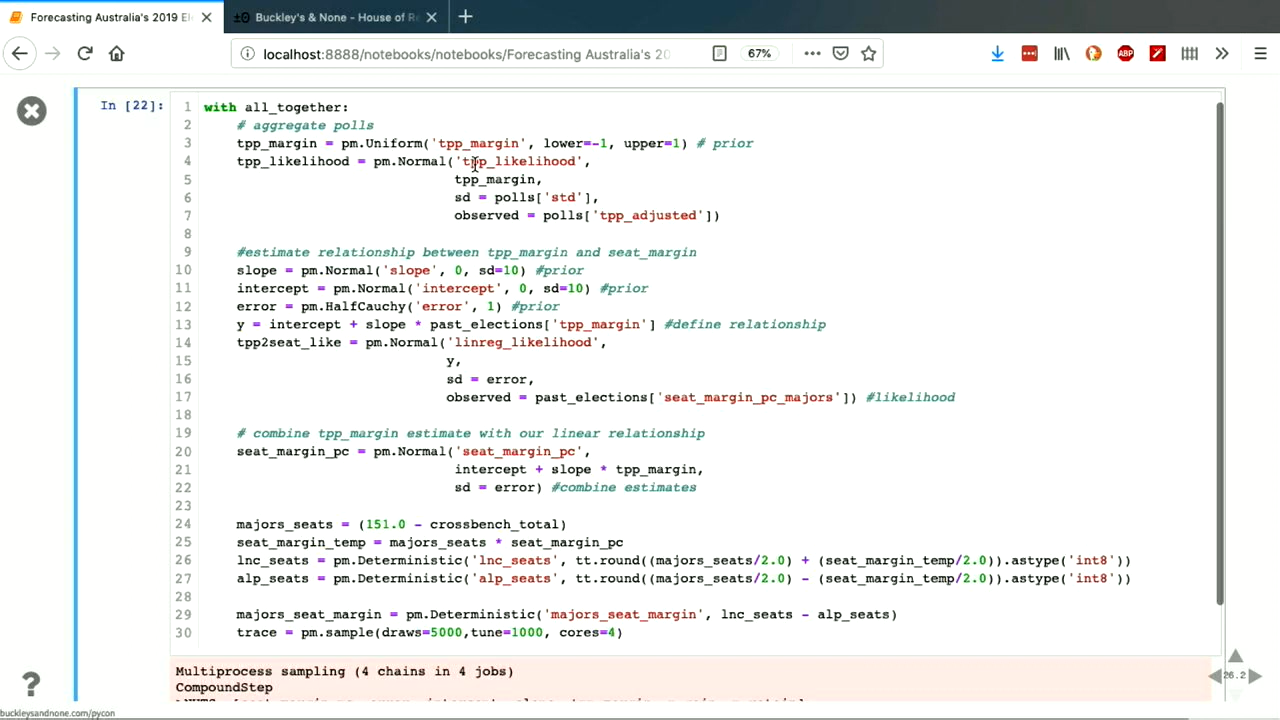 Forecasting Australia's 2019 El
±0 Buckley's & None - House of Re
localhost:8888/notebooks/notebooks/Forecasting Australia's 20
67%
ABP
In [22]:
1 with all_together:
2 # aggregate polls
3 tpp_margin = pm.Uniform('tpp_margin', lower=-1, upper=1) # prior
4 tpp_likelihood = pm.Normal('tpp_likelihood',
5 tpp_margin,
6 sd = polls['std'],
7 observed = polls['tpp_adjusted'])
8
9 #estimate relationship between tpp_margin and seat_margin
10 slope = pm.Normal('slope', 0, sd=10) #prior
11 intercept = pm.Normal('intercept', 0, sd=10) #prior
12 error = pm.HalfCauchy('error', 1) #prior
13 y = intercept + slope * past_elections['tpp_margin'] #define relationship
14 tpp2seat_like = pm.Normal('linreg_likelihood',
15 y,
16 sd = error,
17 observed = past_elections['seat_margin_pc_majors']) #likelihood
18
19 # combine tpp_margin estimate with our linear relationship
20 seat_margin_pc = pm.Normal('seat_margin_pc',
21 intercept + slope * tpp_margin,
22 sd = error) #combine estimates
23
24 majors_seats = (151.0 - crossbench_total)
25 seat_margin_temp = majors_seats * seat_margin_pc
26 lnc_seats = pm.Deterministic('lnc_seats', tt.round((majors_seats/2.0) + (seat_margin_temp/2.0)).astype('int8'))
27 alp_seats = pm.Deterministic('alp_seats', tt.round((majors_seats/2.0) - (seat_margin_temp/2.0)).astype('int8'))
28
29 majors_seat_margin = pm.Deterministic('majors_seat_margin', lnc_seats - alp_seats)
30 trace = pm.sample(draws=5000,tune=1000, cores=4)
Multiprocess sampling (4 chains in 4 jobs)
CompoundStep
26.2
?
buckleysandnone.com/pycon